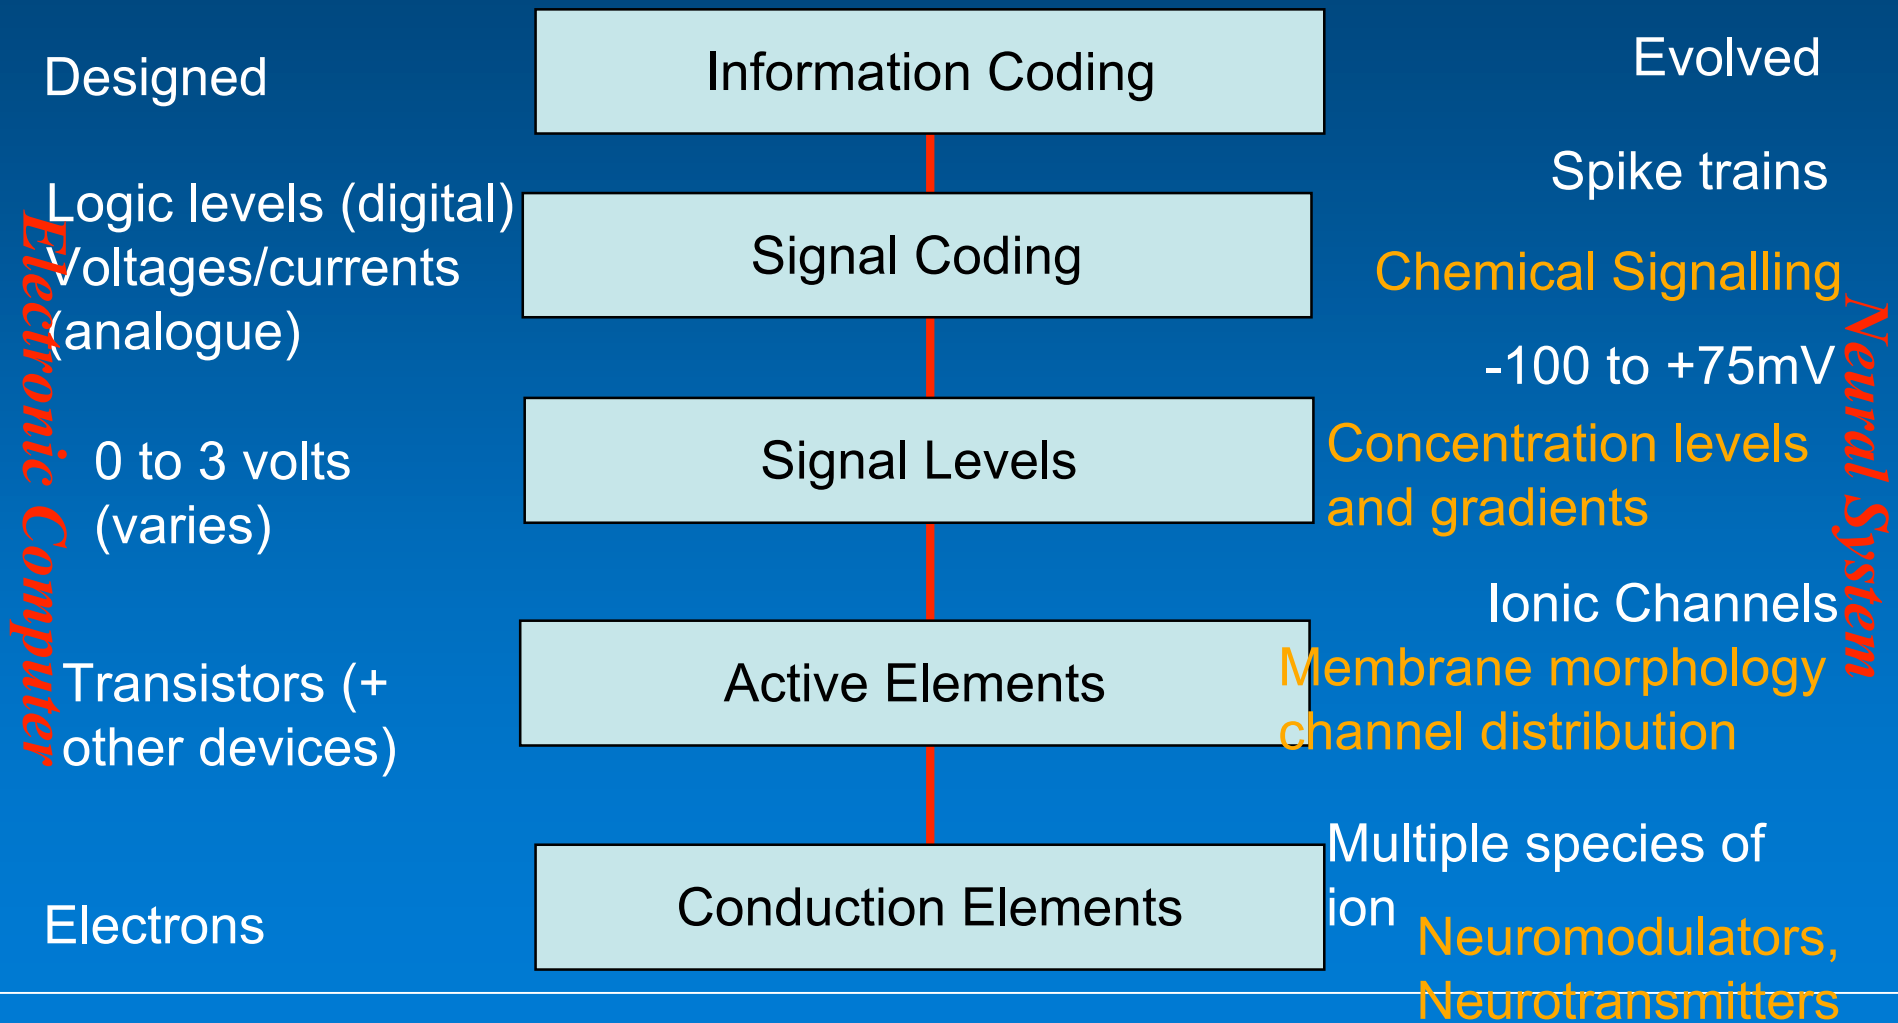 Designed
Information Coding
Evolved
Logic levels (digital)
Voltages/currents
(analogue)
Signal Coding
Spike trains
Chemical Signalling
0 to 3 volts
(varies)
Signal Levels
-100 to +75mV
Concentration levels
and gradients
Transistors (+
other devices)
Active Elements
Ionic Channels
Membrane morphology
channel distribution
Electrons
Conduction Elements
Multiple species of
ion
Neuromodulators,
Neurotransmitters
Electronic Computer
Neural System